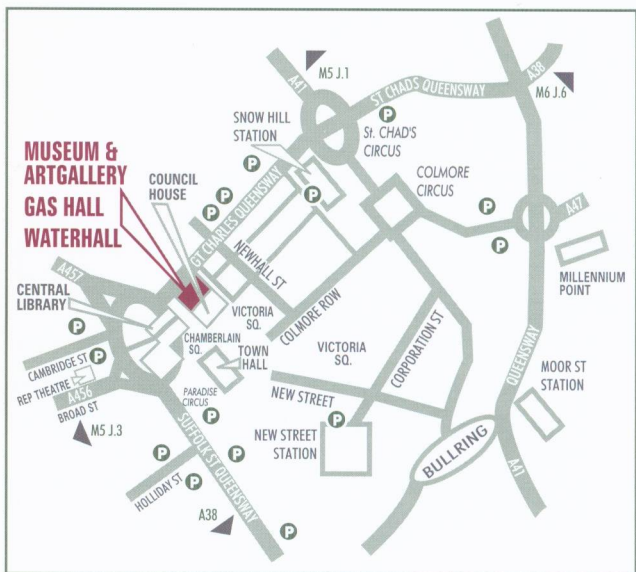 A41
M5 J.1
ST CHADS QUEENSWAY
A38
M6 J.6
P
SNOW HILL
STATION
St. CHAD'S
CIRCUS
MUSEUM &
ARTGALLERY
GAS HALL
WATERHALL
COUNCIL
HOUSE
P
P
COLMORE
CIRCUS
P
P
GT CHARLES QUEENSWAY
P
P
A47
NEWHALL ST
MILLENNIUM
POINT
A457
CENTRAL
LIBRARY
VICTORIA
SQ.
COLMORE ROW
CHAMBERLAIN
SQ.
TOWN
HALL
VICTORIA
SQ.
CORPORATION ST
QUEENSWAY
P
CAMBRIDGE ST
P
REP THEATRE
A456
BROAD ST
M5 J.3
PARADISE
CIRCUS
P
NEW STREET
P
MOOR ST
STATION
NEW STREET
STATION
BULLRING
A41
SUFFOLK ST QUEENSWAY
P
P
P
HOLLIDAY ST
A38
P